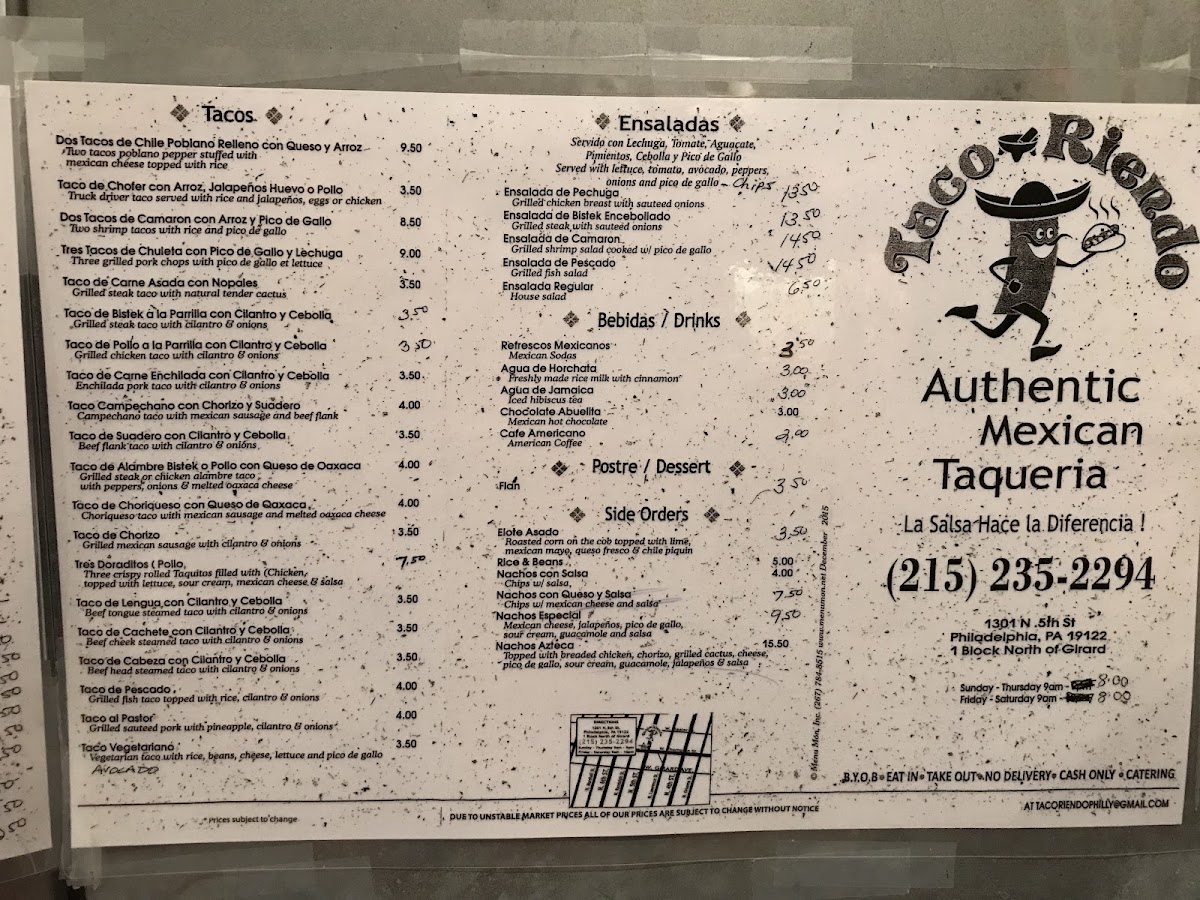 Tacos
Dos Tacos de Chile Poblano Relleno con Queso y Arroz 9.50
Two tacos poblano pepper stuffed with
mexican cheese topped with rice
Taco de Chofer con Arroz, Jalapeños Huevo o Pollo 3.50
Truck driver taco served with rice and jalapeños, eggs or chicken
Dos Tacos de Camaron con Arroz y Pico de Gallo 8.50
Two shrimp tacos with rice and pico de gallo
Tres Tacos de Chuleta con Pico de Gallo y Lechuga 9.00
Three grilled pork chops with pico de gallo et lettuce
Taco de Carne Asada con Nopales 3.50
Grilled steak taco with natural tender cactus
Taco de Bistek a la Parrilla con Cilantro y Cebolla 3.50
Grilled steak taco with cilantro & onions
Taco de Pollo a la Parrilla con Cilantro y Cebolla 3.50
Grilled chicken taco with cilantro & onions
Taco de Carne Enchilada con Cilantro y Cebolla 3.50
Enchilada pork taco with cilantro & onions
Taco Campechano con Chorizo y Suadero 4.00
Campechano taco with mexican sausage and beef flank
Taco de Suadero con Cilantro y Cebolla 3.50
Beef flank taco with cilantro & onions
Taco de Alambre Bistek o Pollo con Queso de Oaxaca 4.00
Grilled steak or chicken alambre taco
with peppers, onions & melted oaxaca cheese
Taco de Choriqueso con Queso de Oaxaca 4.00
Choriqueso taco with mexican sausage and melted oaxaca cheese
Taco de Chorizo 3.50
Grilled mexican sausage with cilantro & onions
Tres Doraditos ( Pollo, 7.50
Three crispy rolled Taquitos filled with (Chicken,
topped with lettuce, sour cream, mexican cheese & salsa
Taco de Lengua con Cilantro y Cebolla 3.50
Beef tongue steamed taco with cilantro & onions
Taco de Cachete con Cilantro y Cebolla 3.50
Beef cheek steamed taco with cilantro & onions
Taco de Cabeza con Cilantro y Cebolla 3.50
Beef head steamed taco with cilantro & onions
Taco de Pescado 4.00
Grilled fish taco topped with rice, cilantro & onions
Taco al Pastor 4.00
Grilled sauteed pork with pineapple, cilantro & onions
Taco Vegetariano 3.50
Vegetarian taco with rice, beans, cheese, lettuce and pico de gallo
AVOCADO
* Prices subject to change
Ensaladas
Servido con Lechuga, Tomate, Aguacate,
Pimientos, Cebolla y Pico de Gallo
Served with lettuce, tomato, avocado, peppers,
onions and pico de gallo - Chips
Ensalada de Pechuga 13.50
Grilled chicken breast with sauteed onions
Ensalada de Bistek Encebollado 13.50
Grilled steak with sauteed onions
Ensalada de Camaron 14.50
Grilled shrimp salad cooked w/ pico de gallo
Ensalada de Pescado 14.50
Grilled fish salad
Ensalada Regular 6.50
House salad
Bebidas / Drinks
Refrescos Mexicanos 3.50
Mexican Sodas
Agua de Horchata 3.00
Freshly made rice milk with cinnamon
Agua de Jamaica 3.00
Iced hibiscus tea
Chocolate Abuelita 3.00
Mexican hot chocolate
Cafe Americano 2.00
American Coffee
Postre / Dessert
Flan 3.50
Side Orders
Elote Asado 3.50
Roasted corn on the cob topped with lime,
mexican mayo, queso fresco & chile piquin
Rice & Beans 5.00
Nachos con Salsa 4.00
Chips w/ salsa
Nachos con Queso y Salsa 7.50
Chips w/ mexican cheese and salsa
Nachos Especial 9.50
Mexican cheese, jalapeños, pico de gallo,
sour cream, guacamole and salsa
Nachos Azteca 15.50
Topped with breaded chicken, chorizo, grilled cactus, cheese,
pico de gallo, sour cream, guacamole, jalapeños & salsa
DIRECTIONS
(215) 235-2294
DUE TO UNSTABLE MARKET PRICES ALL OF OUR PRICES ARE SUBJECT TO CHANGE WITHOUT NOTICE
© Menu Mon, Inc. (267) 784-8515 www.menumon.net December 2015
Taco Riendo
Authentic
Mexican
Taqueria
La Salsa Hace la Diferencia !
(215) 235-2294
1301 N .5th St
Philadelphia, PA 19122
1 Block North of Girard
Sunday - Thursday 9am - 8:00
Friday - Saturday 9am - 8:00
B.Y.O.B • EAT IN • TAKE OUT • NO DELIVERY • CASH ONLY • CATERING
AT TACORIENDOPHILLY@GMAIL.COM